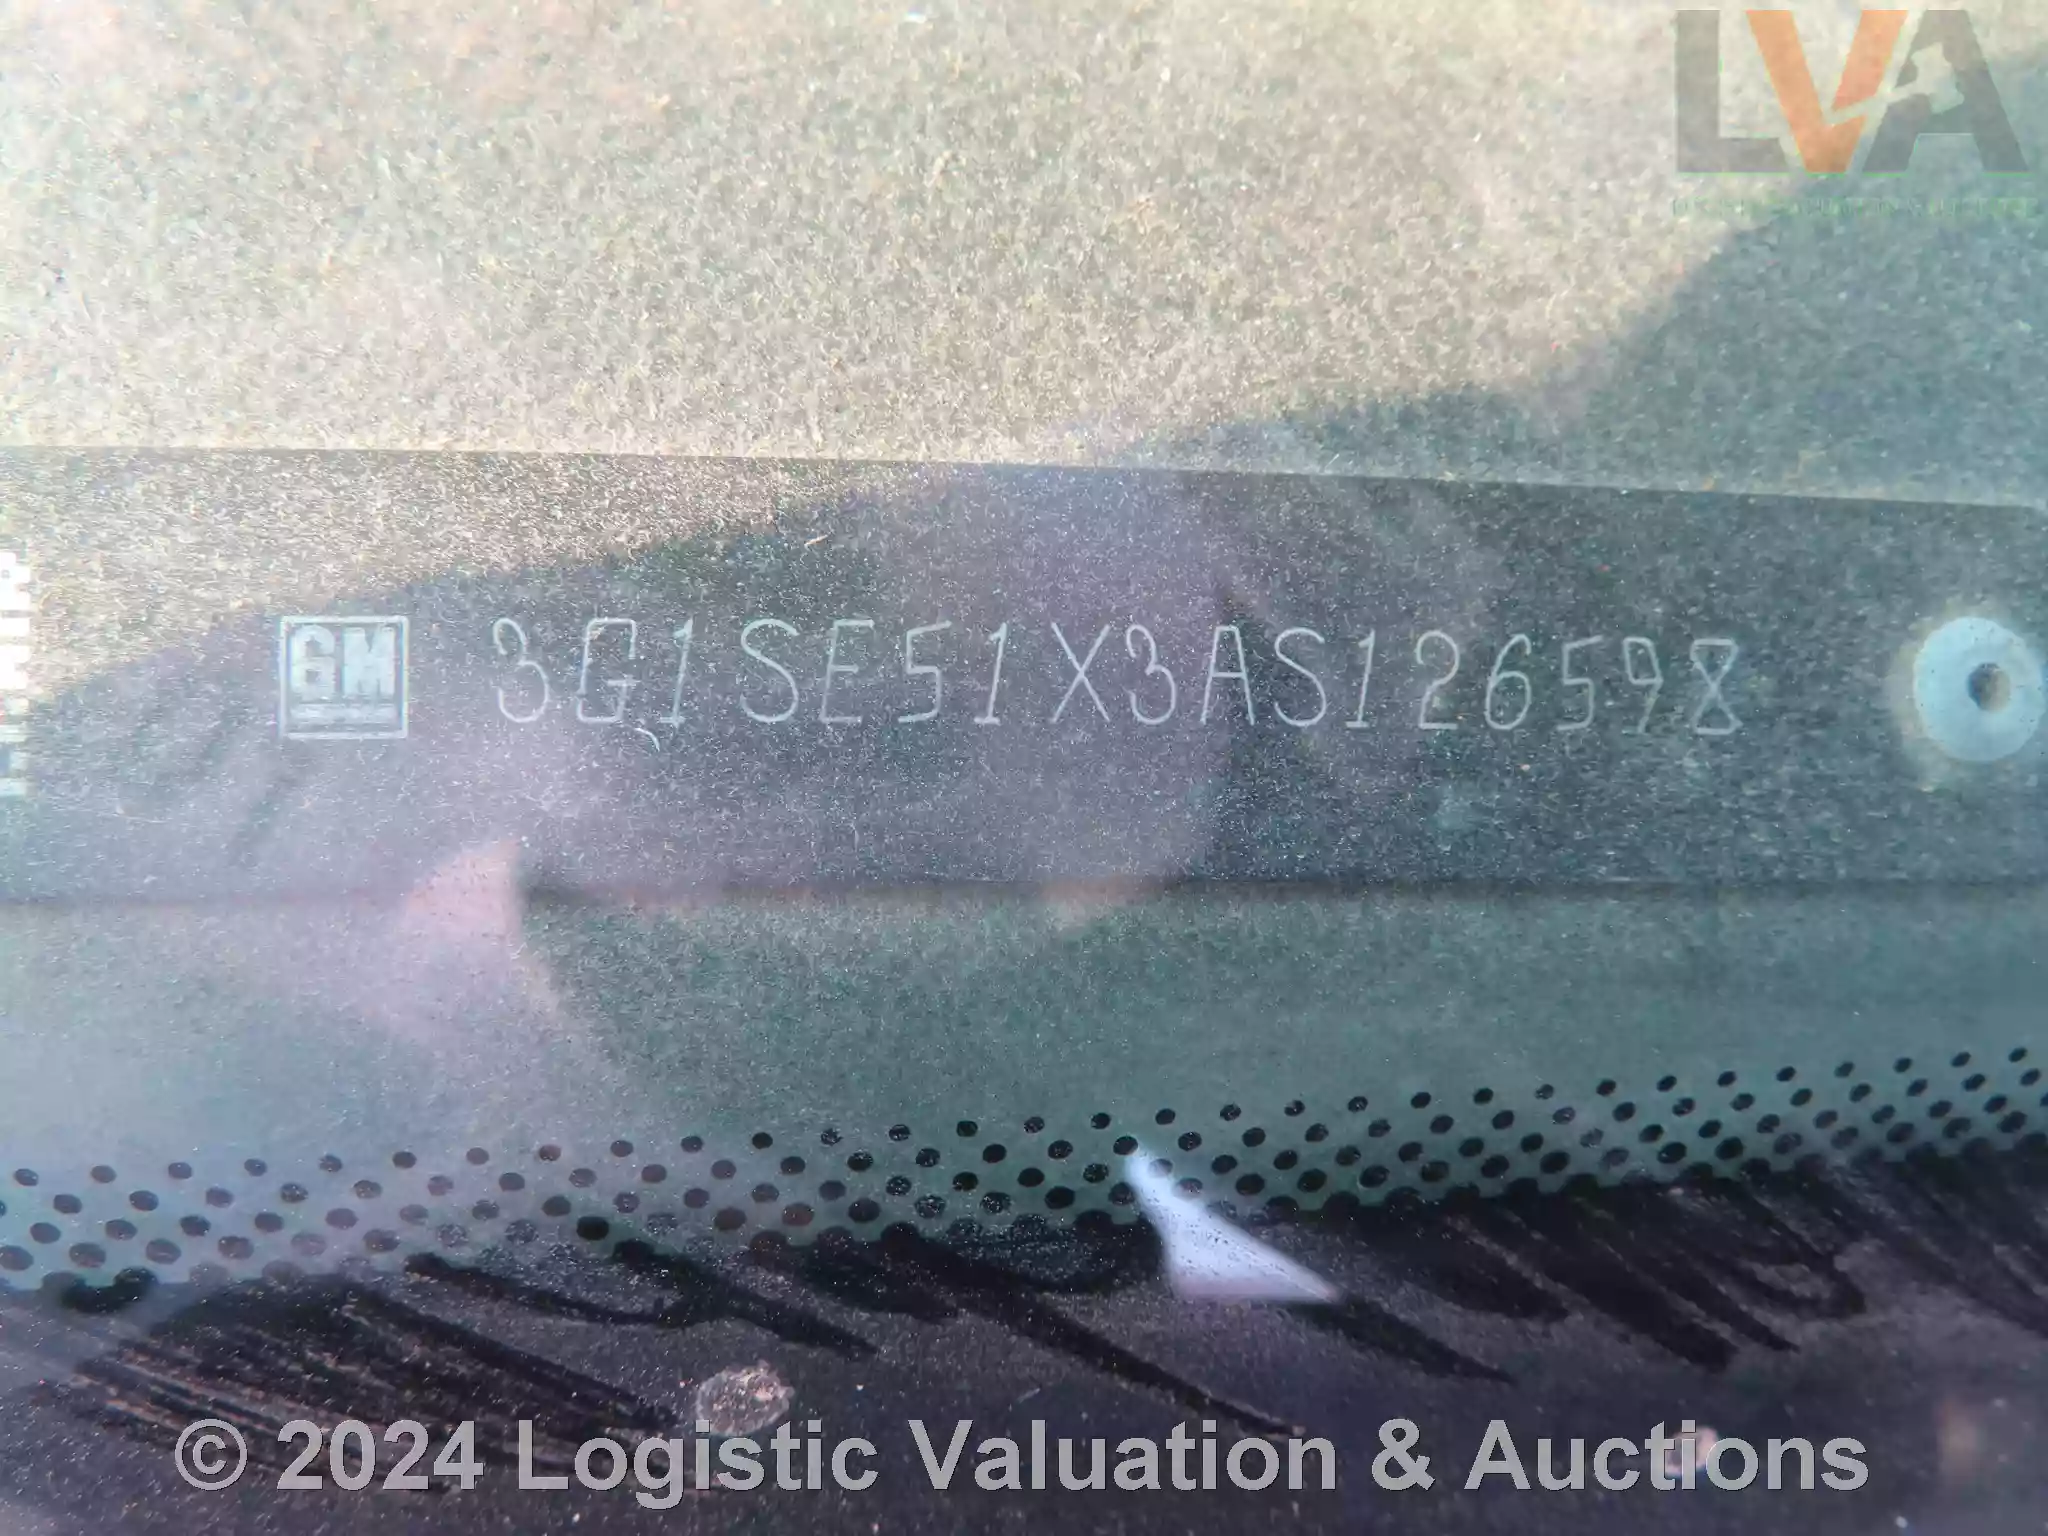 LVA
GM 3G1SE51X3AS126598
© 2024 Logistic Valuation & Auctions